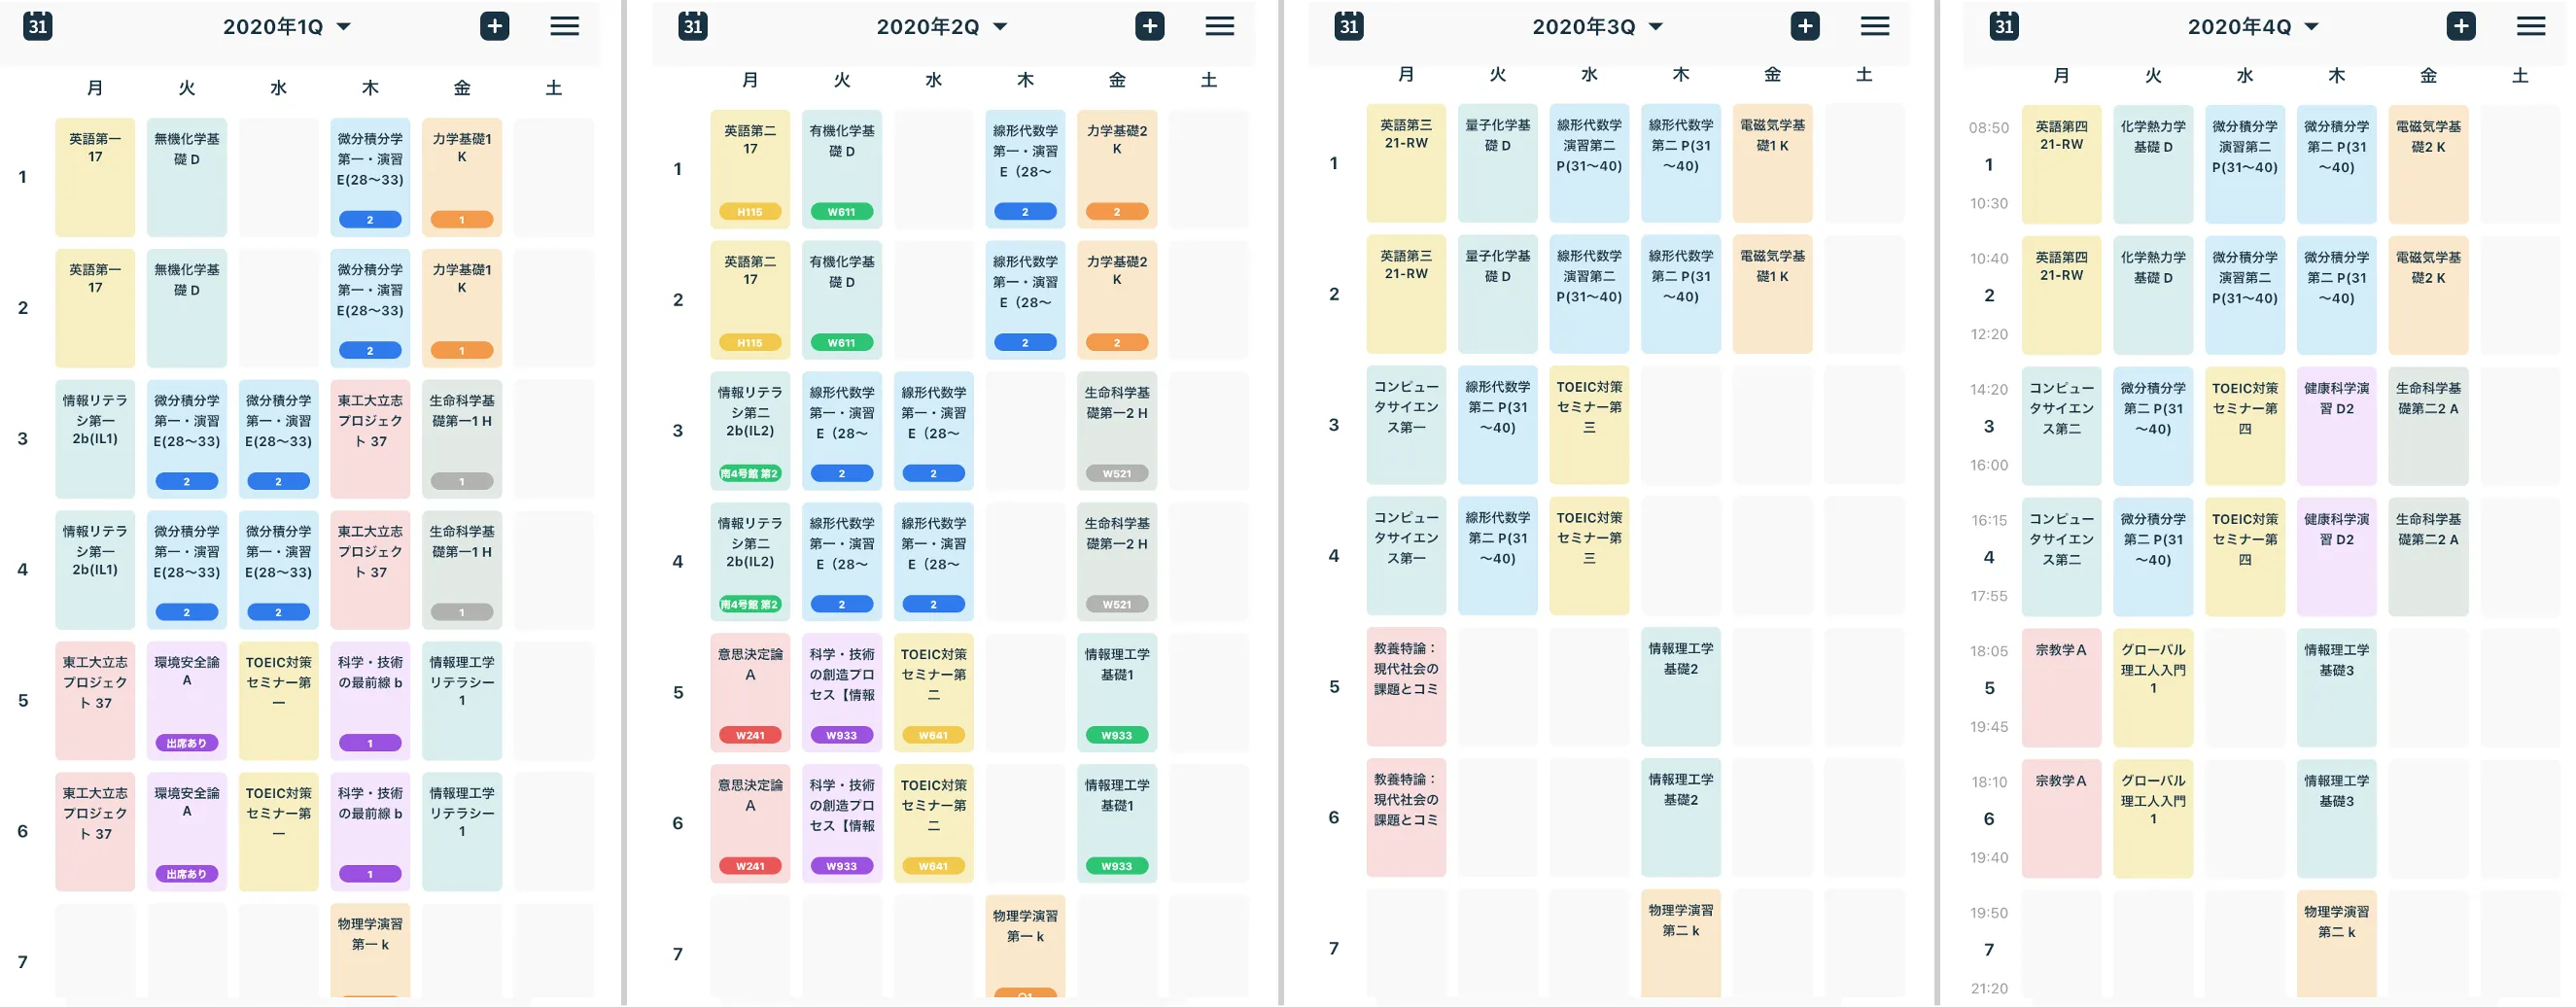 31
2020年1Q
月 火 水 木 金 土
1
英語第一
17
無機化学基
礎 D
微分積分学
第一・演習
E(28〜33)
2
力学基礎1
K
1
2
英語第一
17
無機化学基
礎 D
微分積分学
第一・演習
E(28〜33)
2
力学基礎1
K
1
3
情報リテラ
シ第一
2b(IL1)
微分積分学
第一・演習
E(28〜33)
2
微分積分学
第一・演習
E(28〜33)
2
東工大立志
プロジェク
ト 37
生命科学基
礎第一1 H
1
4
情報リテラ
シ第一
2b(IL1)
微分積分学
第一・演習
E(28〜33)
2
微分積分学
第一・演習
E(28〜33)
2
東工大立志
プロジェク
ト 37
生命科学基
礎第一1 H
1
5
東工大立志
プロジェク
ト 37
環境安全論
A
出席あり
TOEIC対策
セミナー第
一
科学・技術
の最前線 b
1
情報理工学
リテラシー
1
6
東工大立志
プロジェク
ト 37
環境安全論
A
出席あり
TOEIC対策
セミナー第
一
科学・技術
の最前線 b
1
情報理工学
リテラシー
1
7
物理学演習
第一 k
31
2020年2Q
月 火 水 木 金 土
1
英語第二
17
H115
有機化学基
礎 D
W611
線形代数学
第一・演習
E（28〜
2
力学基礎2
K
2
2
英語第二
17
H115
有機化学基
礎 D
W611
線形代数学
第一・演習
E（28〜
2
力学基礎2
K
2
3
情報リテラ
シ第二
2b(IL2)
南4号館 第2
線形代数学
第一・演習
E（28〜
2
線形代数学
第一・演習
E（28〜
2
生命科学基
礎第一2 H
W521
4
情報リテラ
シ第二
2b(IL2)
南4号館 第2
線形代数学
第一・演習
E（28〜
2
線形代数学
第一・演習
E（28〜
2
生命科学基
礎第一2 H
W521
5
意思決定論
A
W241
科学・技術
の創造プロ
セス【情報
W933
TOEIC対策
セミナー第
二
W641
情報理工学
基礎1
W933
6
意思決定論
A
W241
科学・技術
の創造プロ
セス【情報
W933
TOEIC対策
セミナー第
二
W641
情報理工学
基礎1
W933
7
物理学演習
第一 k
31
2020年3Q
月 火 水 木 金 土
1
英語第三
21-RW
量子化学基
礎 D
線形代数学
演習第二
P(31〜40)
線形代数学
第二 P(31
〜40)
電磁気学基
礎1 K
2
英語第三
21-RW
量子化学基
礎 D
線形代数学
演習第二
P(31〜40)
線形代数学
第二 P(31
〜40)
電磁気学基
礎1 K
3
コンピュー
タサイエン
ス第一
線形代数学
第二 P(31
〜40)
TOEIC対策
セミナー第
三
4
コンピュー
タサイエン
ス第一
線形代数学
第二 P(31
〜40)
TOEIC対策
セミナー第
三
5
教養特論：
現代社会の
課題とコミ
情報理工学
基礎2
6
教養特論：
現代社会の
課題とコミ
情報理工学
基礎2
7
物理学演習
第二 k
31
2020年4Q
月 火 水 木 金 土
08:50
1
10:30
英語第四
21-RW
化学熱力学
基礎 D
微分積分学
演習第二
P(31〜40)
微分積分学
第二 P(31
〜40)
電磁気学基
礎2 K
10:40
2
12:20
英語第四
21-RW
化学熱力学
基礎 D
微分積分学
演習第二
P(31〜40)
微分積分学
第二 P(31
〜40)
電磁気学基
礎2 K
14:20
3
16:00
コンピュー
タサイエン
ス第二
微分積分学
第二 P(31
〜40)
TOEIC対策
セミナー第
四
健康科学演
習 D2
生命科学基
礎第二2 A
16:15
4
17:55
コンピュー
タサイエン
ス第二
微分積分学
第二 P(31
〜40)
TOEIC対策
セミナー第
四
健康科学演
習 D2
生命科学基
礎第二2 A
18:05
5
19:45
宗教学A
グローバル
理工人入門
1
情報理工学
基礎3
18:10
6
19:40
宗教学A
グローバル
理工人入門
1
情報理工学
基礎3
19:50
7
21:20
物理学演習
第二 k